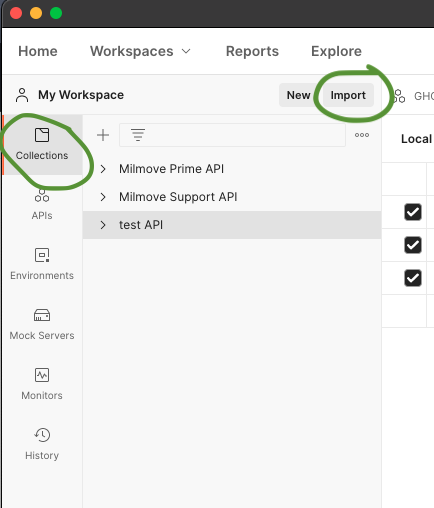 Home Workspaces Reports Explore
My Workspace New Import
Collections
Local
Milmove Prime API
Milmove Support API
test API
APIs
Environments
Mock Servers
Monitors
History